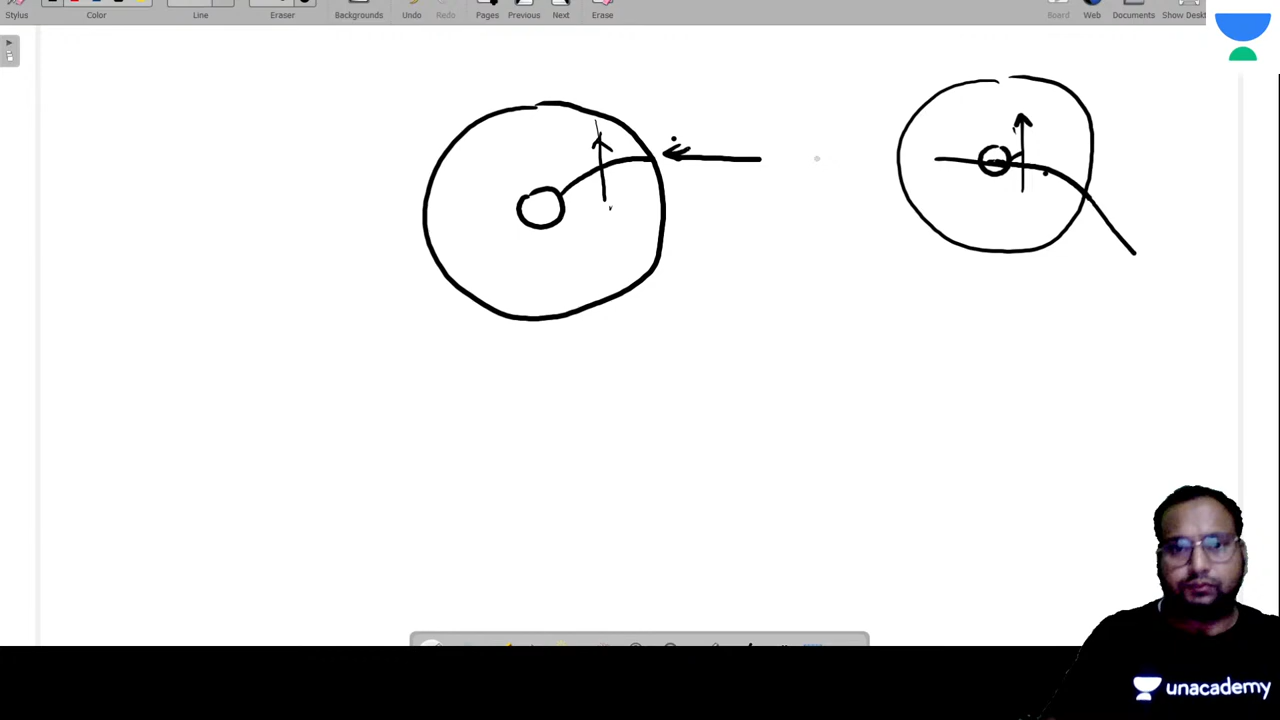 Stylus
Color
Line
Eraser
Backgrounds
Undo
Redo
Pages
Previous
Next
Erase
Board
Web
Documents
Show Desk
unacademy